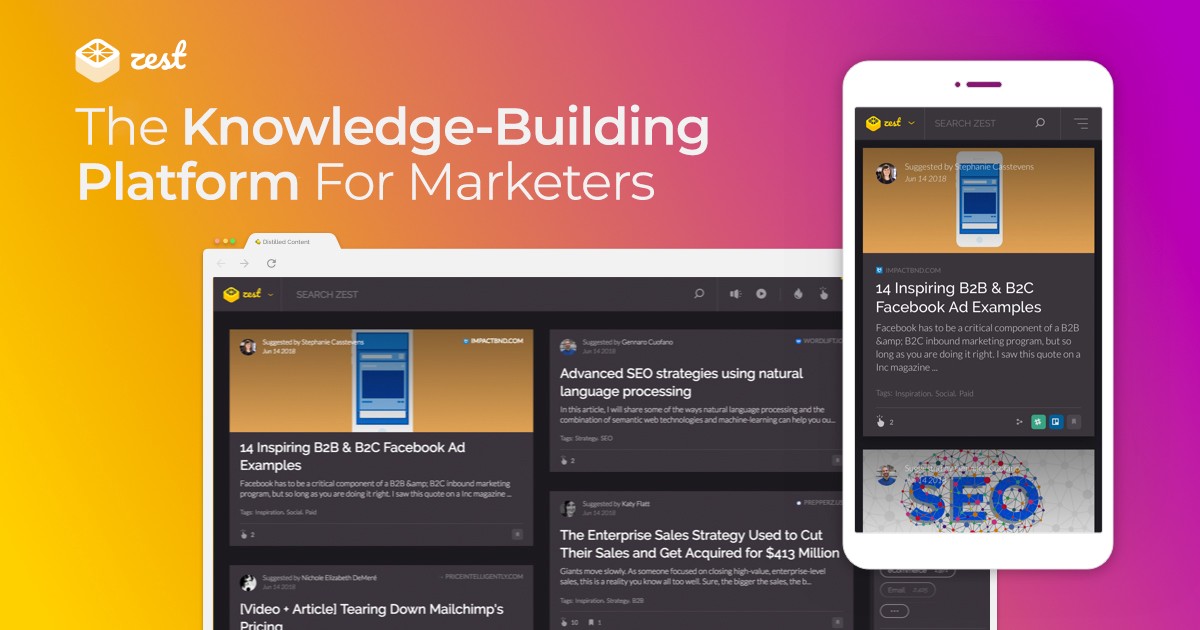 zest
The Knowledge-Building
Platform For Marketers
Distilled Content
zest
SEARCH ZEST
Suggested by Stephanie Casstevens
Jun 14 2018
IMPACTBND.COM
14 Inspiring B2B & B2C Facebook Ad
Examples
Facebook has to be a critical component of a B2B &amp; B2C inbound marketing
program, but so long as you are doing it right. I saw this quote on a Inc magazine ...
Tags: Inspiration, Social, Paid
2
Suggested by Nichole Elizabeth DeMeré
Jun 14 2018
PRICEINTELLIGENTLY.COM
[Video + Article] Tearing Down Mailchimp's
Pricing
Suggested by Gennaro Cuofano
Jun 14 2018
WORDLIFT.IO
Advanced SEO strategies using natural
language processing
In this article, I will share some of the ways natural language processing and the
combination of semantic web technologies and machine-learning can help you ou...
Tags: Strategy, SEO
2
Suggested by Katy Flatt
Jun 14 2018
The Enterprise Sales Strategy Used to Cut
Their Sales and Get Acquired for $413 Million
Giants move slowly. As someone focused on closing high-value, enterprise-level
sales, this is a reality you know all too well. Sure, the bigger the sales, the b...
Tags: Inspiration, Strategy, B2B
10 1
Email
zest
SEARCH ZEST
Suggested by Stephanie Casstevens
Jun 14 2018
IMPACTBND.COM
14 Inspiring B2B & B2C
Facebook Ad Examples
Facebook has to be a critical component of a B2B
&amp; B2C inbound marketing program, but so
long as you are doing it right. I saw this quote on a
Inc magazine ...
Tags: Inspiration, Social, Paid
2
Suggested by Gennaro Cuofano
SEO